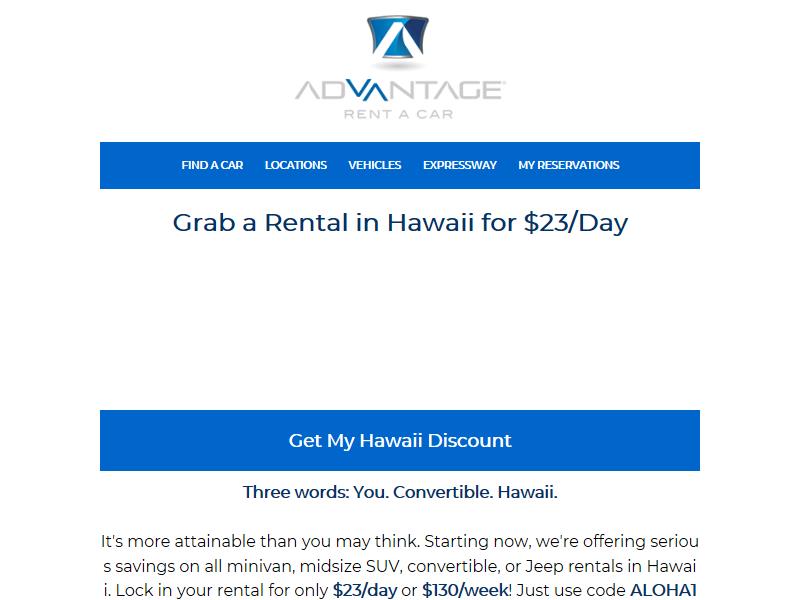 ADVANTAGE
RENT A CAR
FIND A CAR LOCATIONS VEHICLES EXPRESSWAY MY RESERVATIONS
Grab a Rental in Hawaii for $23/Day
Get My Hawaii Discount
Three words: You. Convertible. Hawaii.
It's more attainable than you may think. Starting now, we're offering seriou
s savings on all minivan, midsize SUV, convertible, or Jeep rentals in Hawai
i. Lock in your rental for only $23/day or $130/week! Just use code ALOHA1